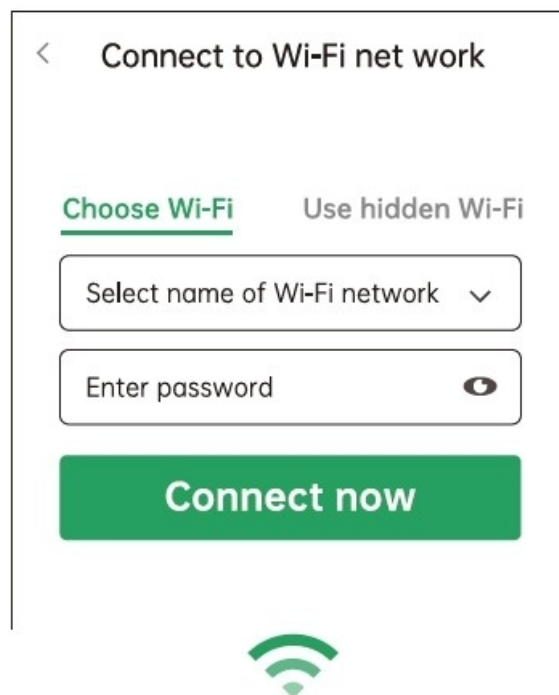 Connect to Wi-Fi net work
Choose Wi-Fi Use hidden Wi-Fi
Select name of Wi-Fi network
Enter password
Connect now